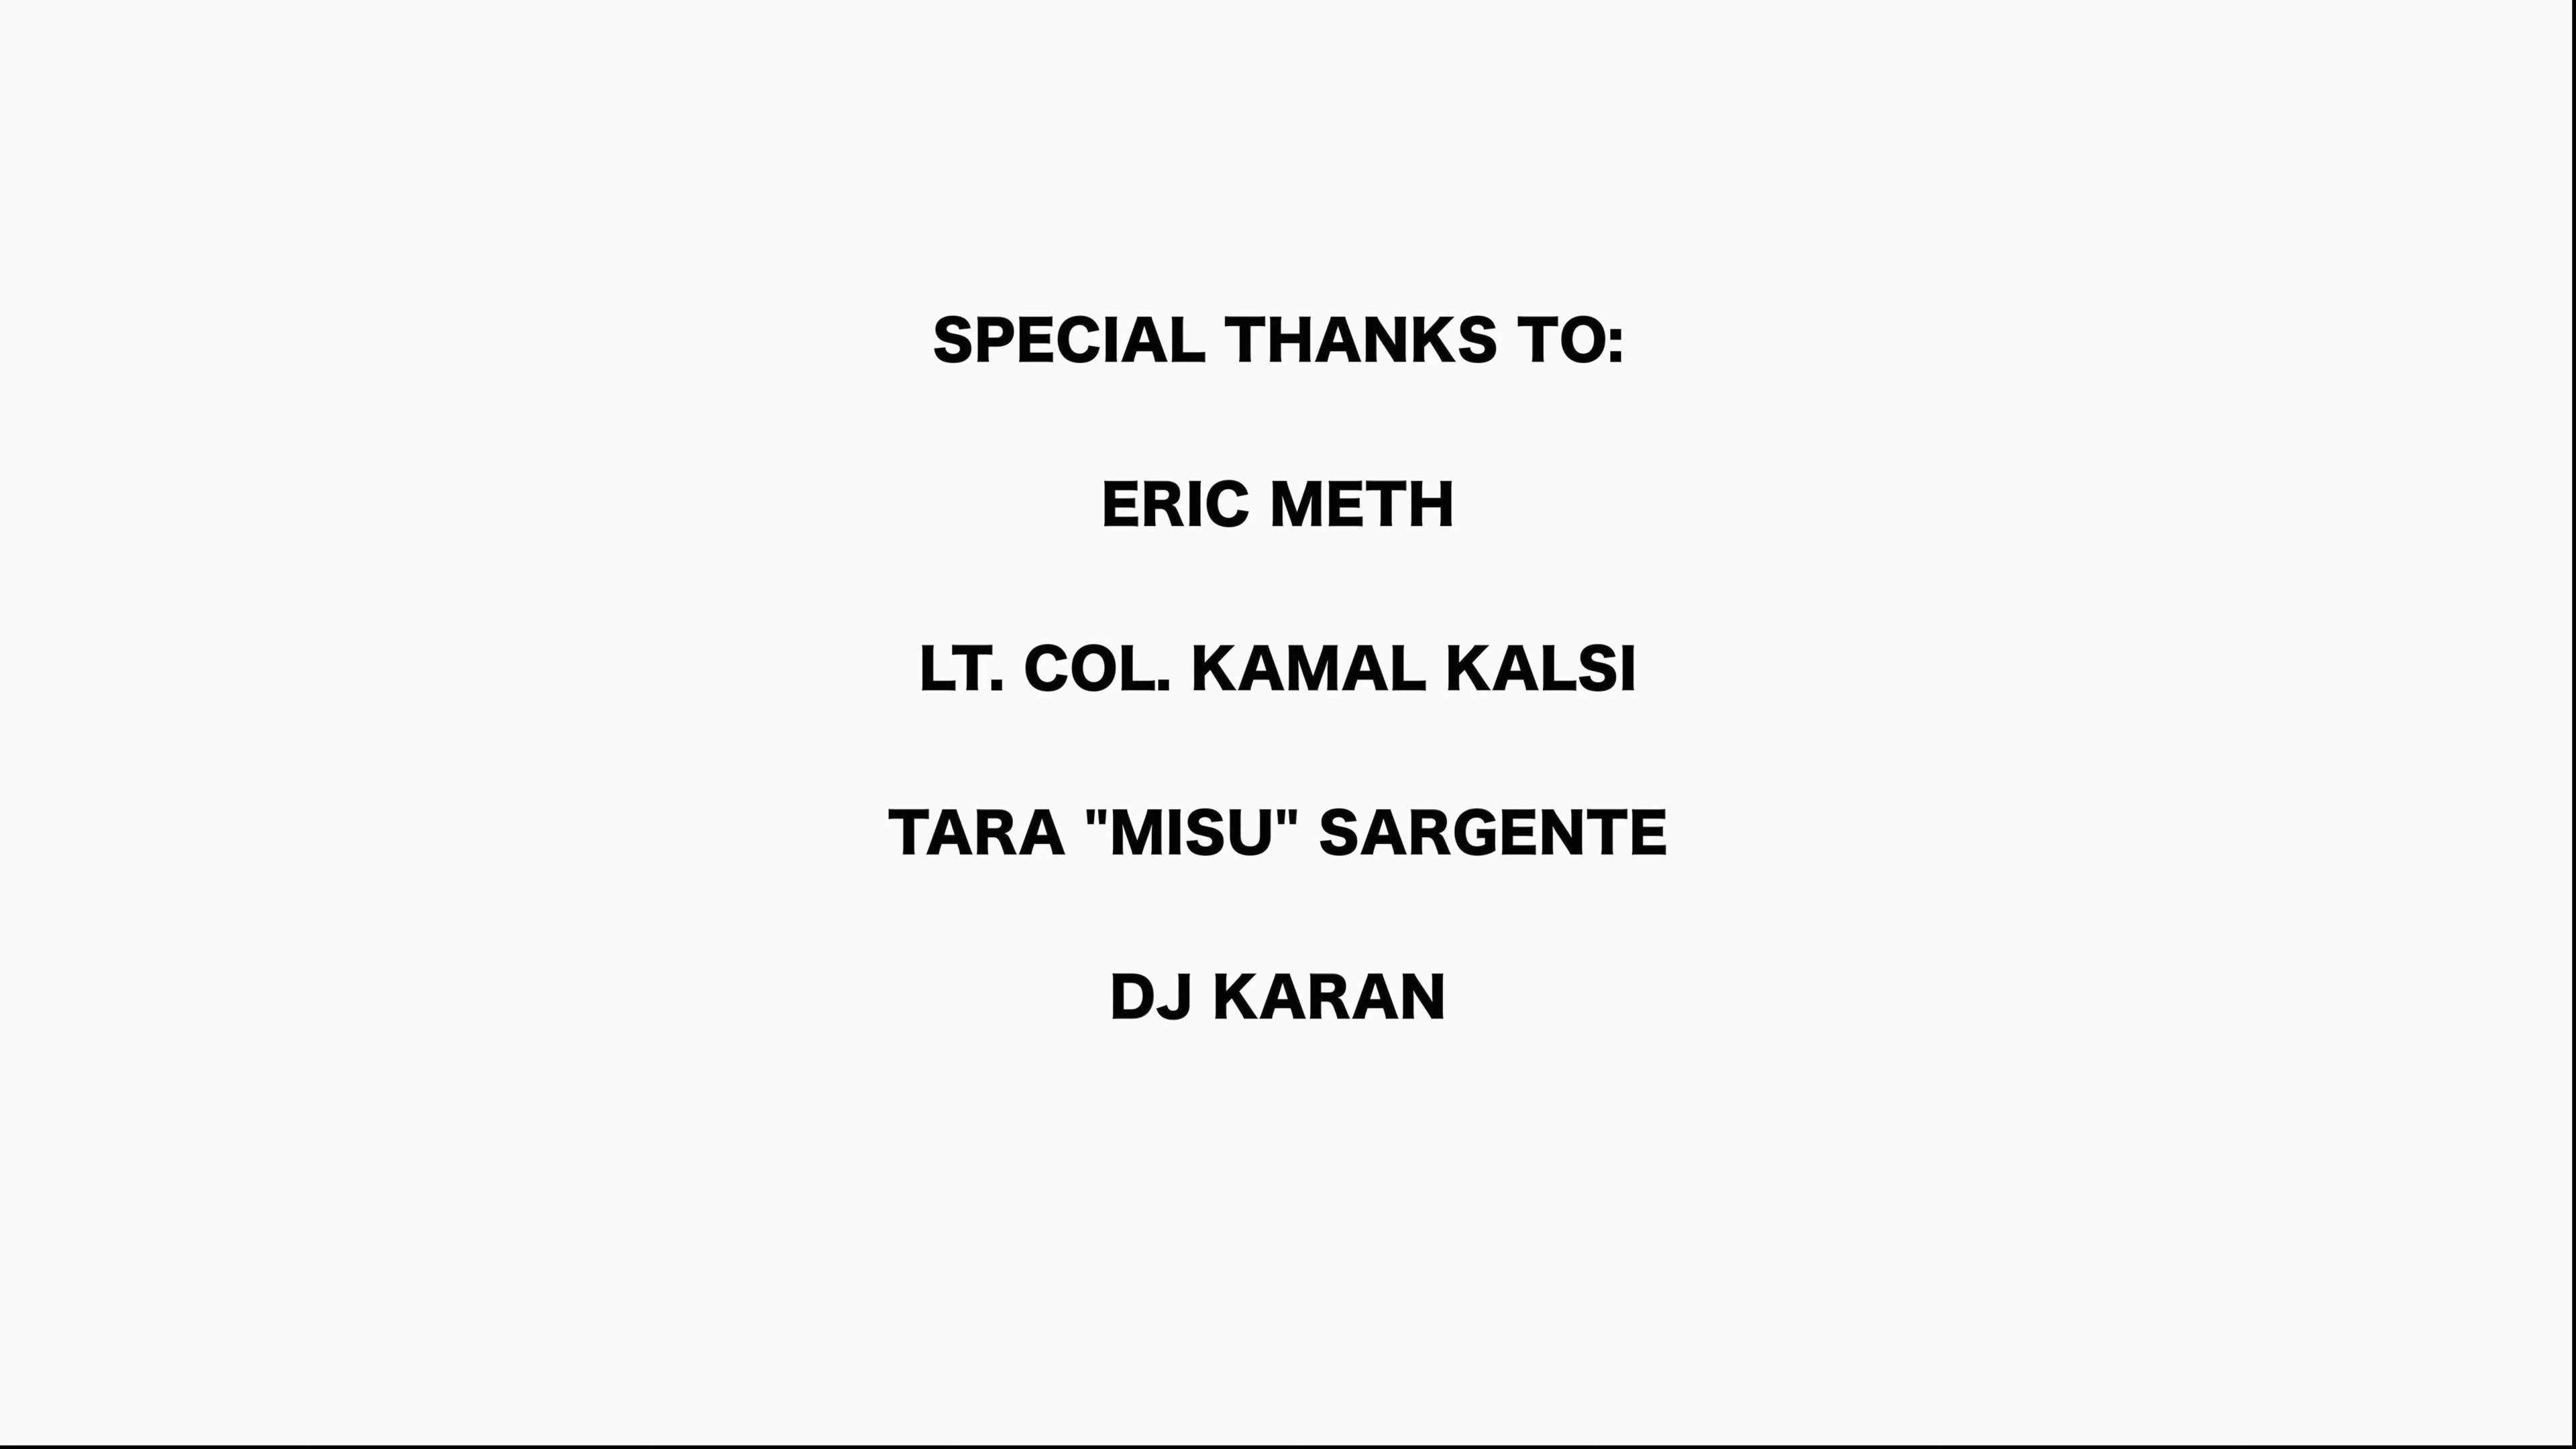 SPECIAL THANKS TO:
ERIC METH
LT. COL. KAMAL KALSI
TARA "MISU" SARGENTE
DJ KARAN